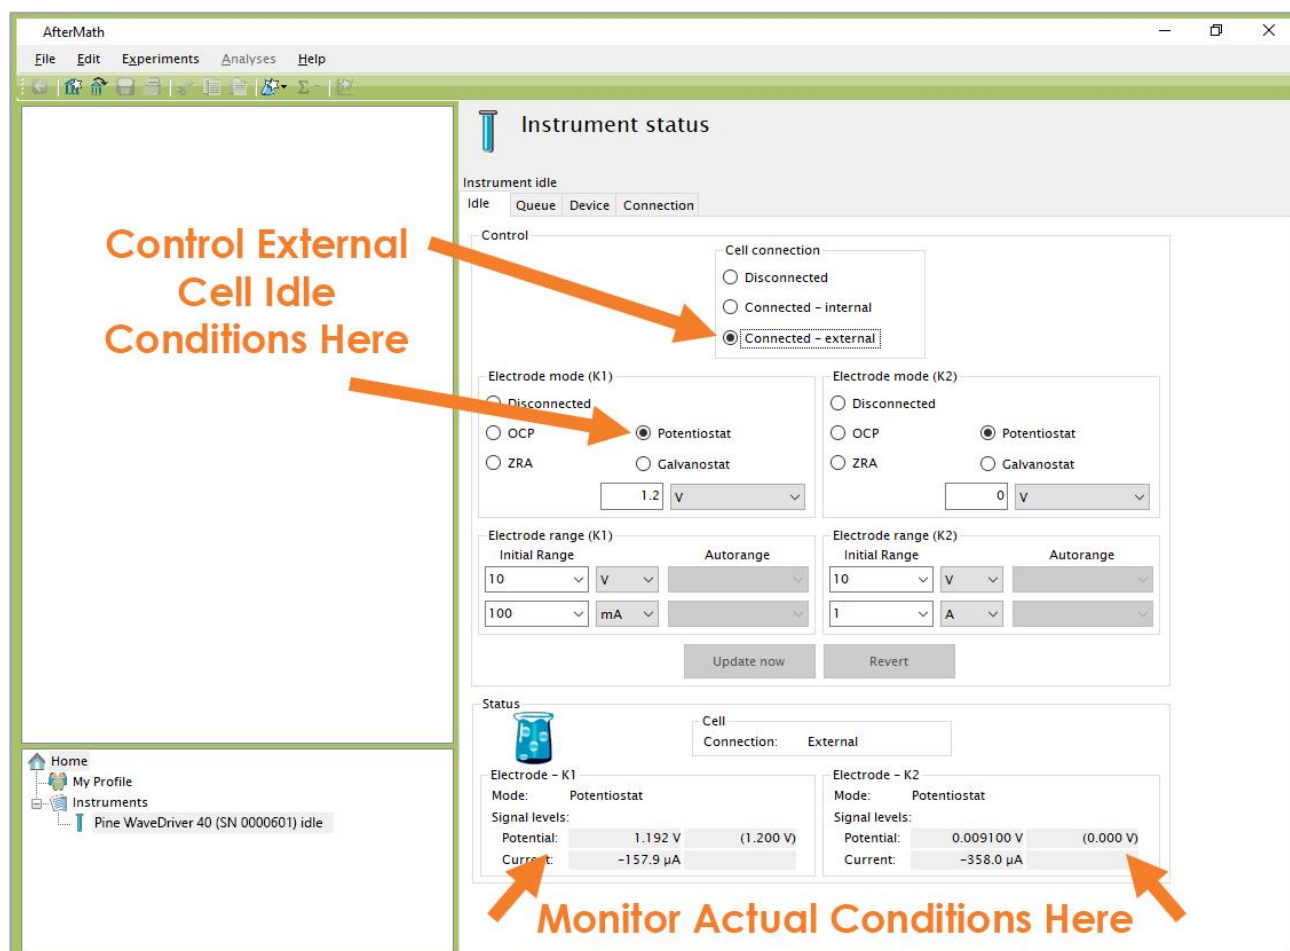 AfterMath
File Edit Experiments Analyses Help
Instrument status
Instrument idle
Idle Queue Device Connection
Control External
Cell Idle
Conditions Here
Control
Cell connection
Disconnected
Connected - internal
Connected - external
Electrode mode (K1)
Disconnected
OCP Potentiostat
ZRA Galvanostat
1.2 V
Electrode mode (K2)
Disconnected
OCP Potentiostat
ZRA Galvanostat
0 V
Electrode range (K1)
Initial Range Autorange
10 V
100 mA
Electrode range (K2)
Initial Range Autorange
10 V
1 A
Update now Revert
Status
Cell
Connection: External
Electrode - K1
Mode: Potentiostat
Signal levels:
Potential: 1.192 V (1.200 V)
Current: -157.9 µA
Electrode - K2
Mode: Potentiostat
Signal levels:
Potential: 0.009100 V (0.000 V)
Current: -358.0 µA
Monitor Actual Conditions Here
Home
My Profile
Instruments
Pine WaveDriver 40 (SN 0000601) idle